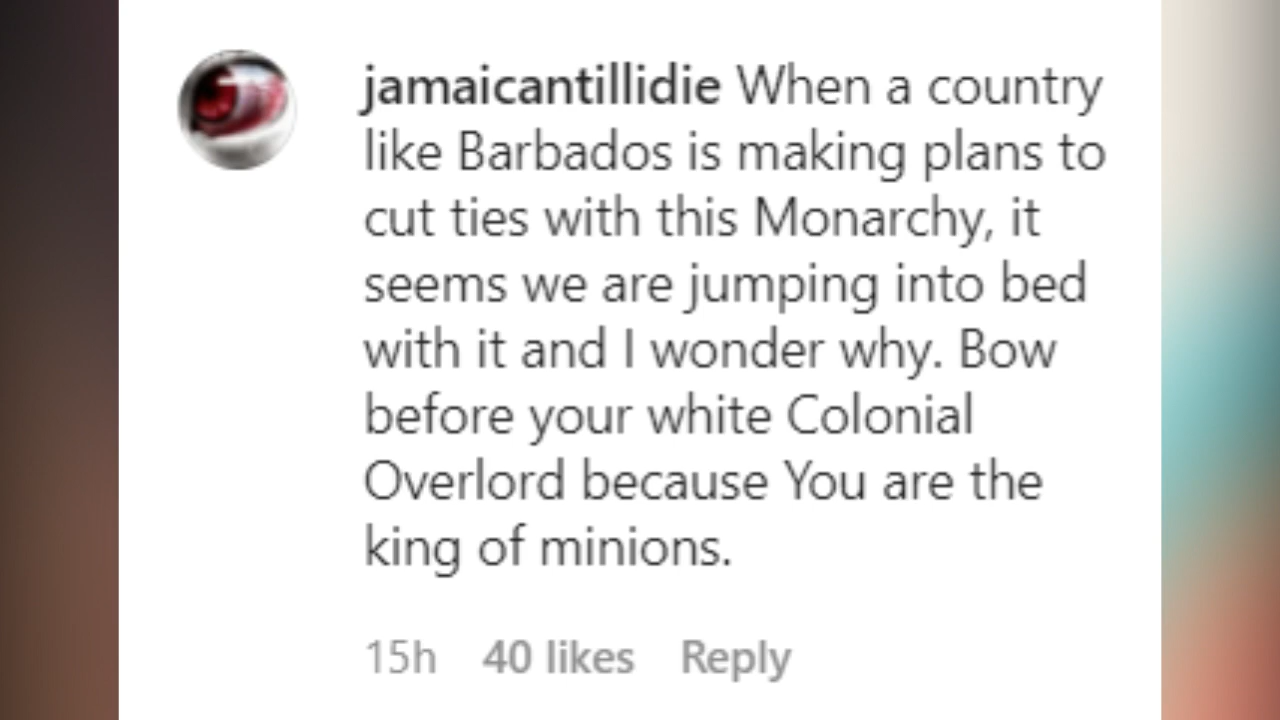 jamaicantillidie When a country
like Barbados is making plans to
cut ties with this Monarchy, it
seems we are jumping into bed
with it and I wonder why. Bow
before your white Colonial
Overlord because You are the
king of minions.
15h 40 likes Reply